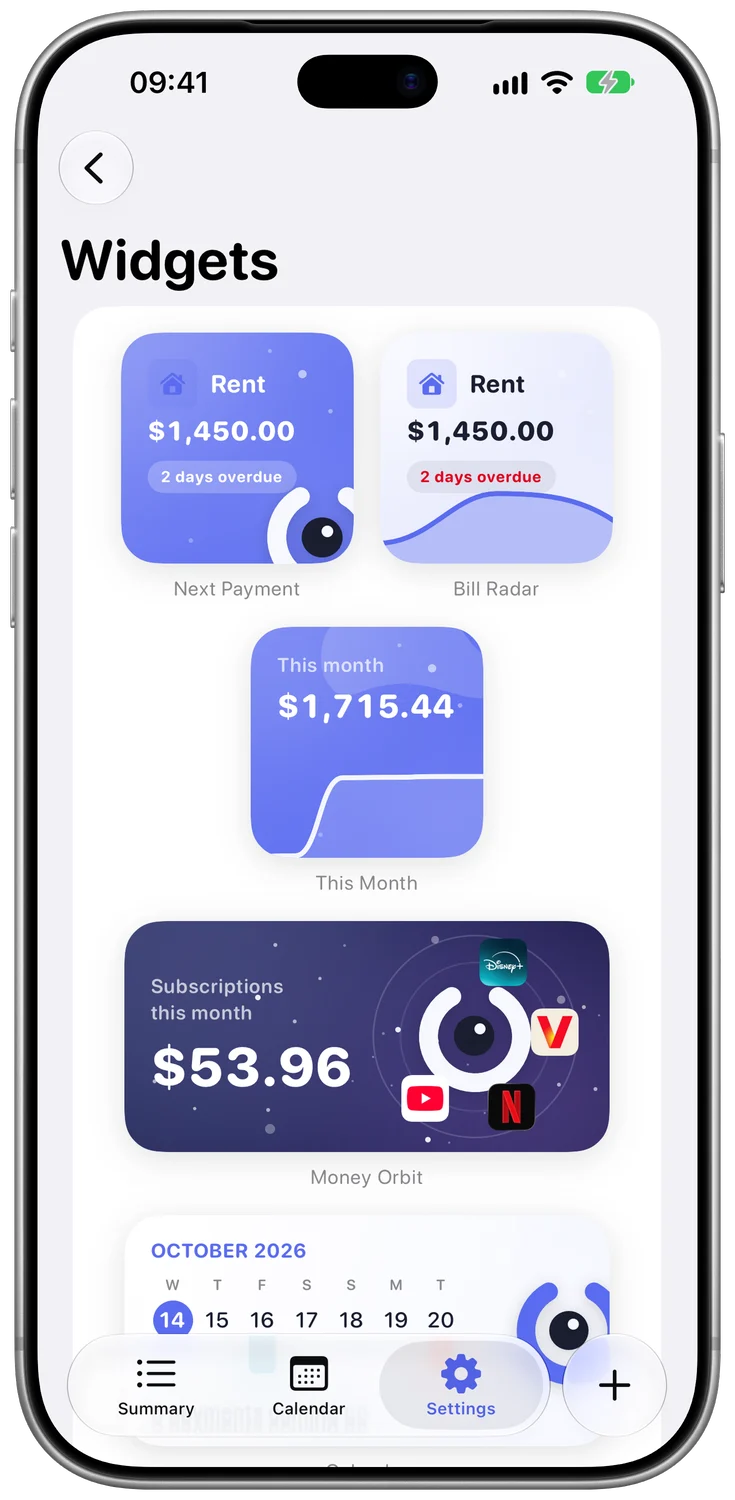 09:41
Widgets
Rent
$1,450.00
2 days overdue
Next Payment
Rent
$1,450.00
2 days overdue
Bill Radar
This month
$1,715.44
This Month
Subscriptions
this month
$53.96
Disney+
V
N
Money Orbit
OCTOBER 2026
W T F S S M T
14 15 16 17 18 19 20
Summary
Calendar
Settings